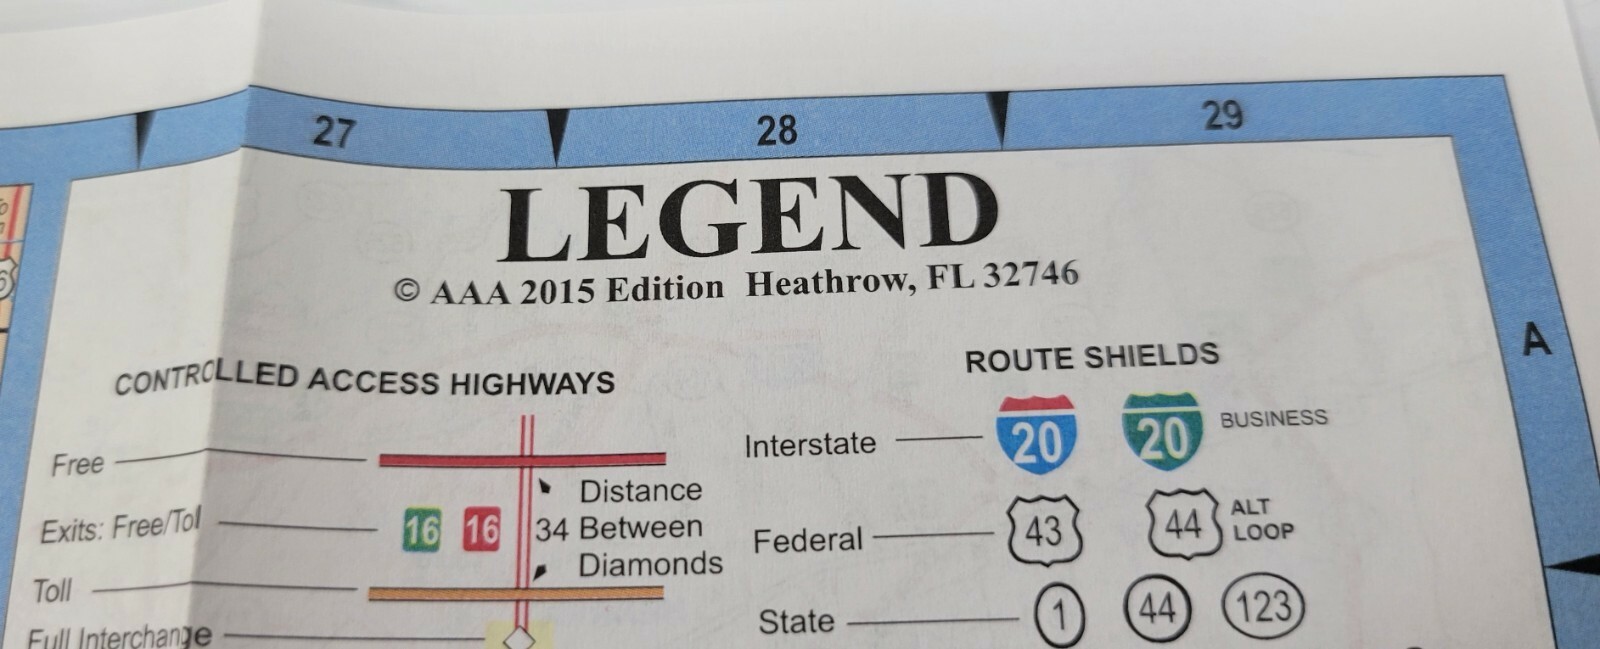 27 28 29
LEGEND
© AAA 2015 Edition Heathrow, FL 32746
A
CONTROLLED ACCESS HIGHWAYS
Free
Exits: Free/Toll 16 16
Distance
34 Between
Diamonds
Toll
Full Interchange
ROUTE SHIELDS
Interstate 20 20 BUSINESS
Federal 43 44 ALT
LOOP
State 1 44 123